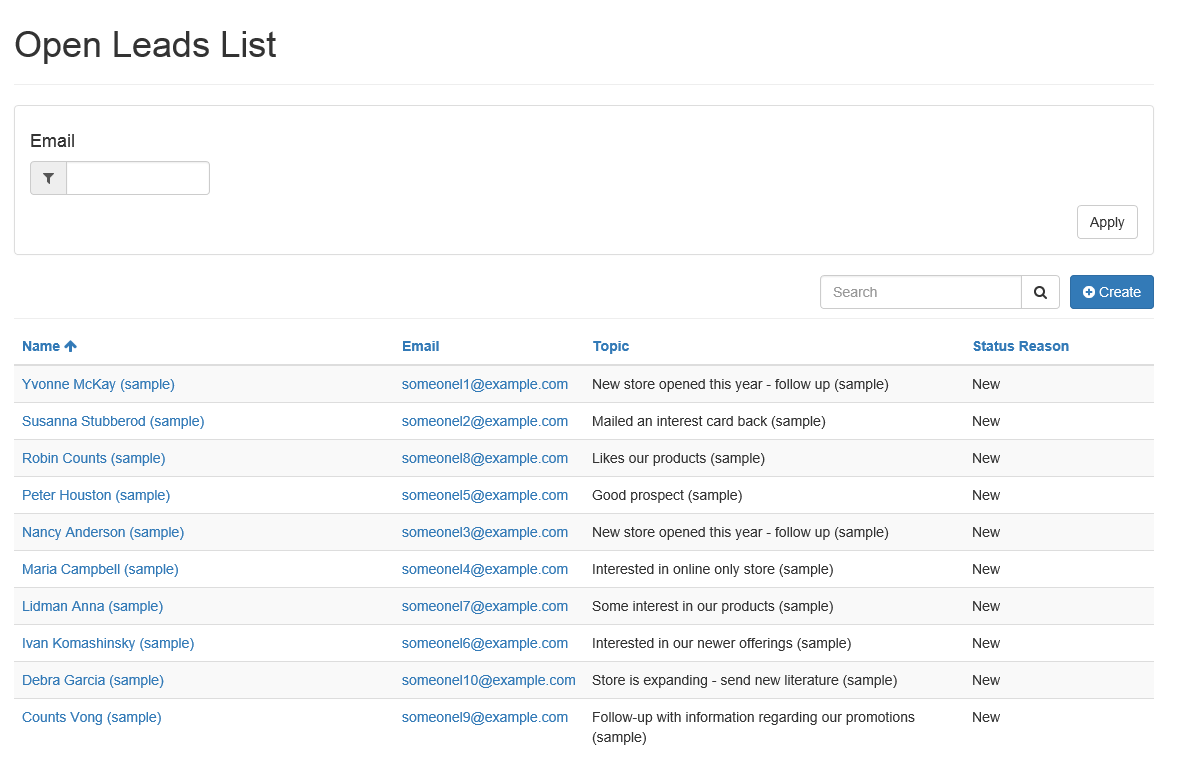 Open Leads List
Email
Apply
Search
Create
Name Email Topic Status Reason
Yvonne McKay (sample) someonel1@example.com New store opened this year - follow up (sample) New
Susanna Stubberod (sample) someonel2@example.com Mailed an interest card back (sample) New
Robin Counts (sample) someonel8@example.com Likes our products (sample) New
Peter Houston (sample) someonel5@example.com Good prospect (sample) New
Nancy Anderson (sample) someonel3@example.com New store opened this year - follow up (sample) New
Maria Campbell (sample) someonel4@example.com Interested in online only store (sample) New
Lidman Anna (sample) someonel7@example.com Some interest in our products (sample) New
Ivan Komashinsky (sample) someonel6@example.com Interested in our newer offerings (sample) New
Debra Garcia (sample) someonel10@example.com Store is expanding - send new literature (sample) New
Counts Vong (sample) someonel9@example.com Follow-up with information regarding our promotions New
(sample)